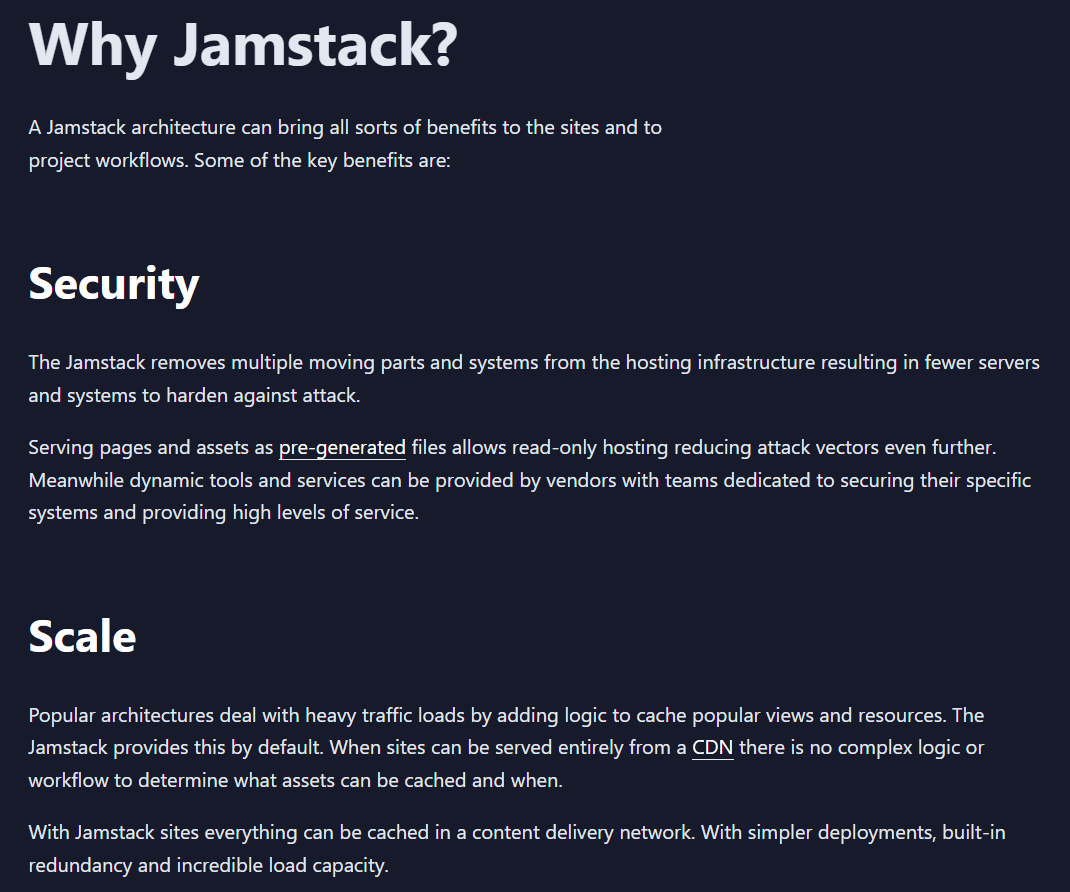 Why Jamstack?
A Jamstack architecture can bring all sorts of benefits to the sites and to
project workflows. Some of the key benefits are:
Security
The Jamstack removes multiple moving parts and systems from the hosting infrastructure resulting in fewer servers
and systems to harden against attack.
Serving pages and assets as pre-generated files allows read-only hosting reducing attack vectors even further.
Meanwhile dynamic tools and services can be provided by vendors with teams dedicated to securing their specific
systems and providing high levels of service.
Scale
Popular architectures deal with heavy traffic loads by adding logic to cache popular views and resources. The
Jamstack provides this by default. When sites can be served entirely from a CDN there is no complex logic or
workflow to determine what assets can be cached and when.
With Jamstack sites everything can be cached in a content delivery network. With simpler deployments, built-in
redundancy and incredible load capacity.